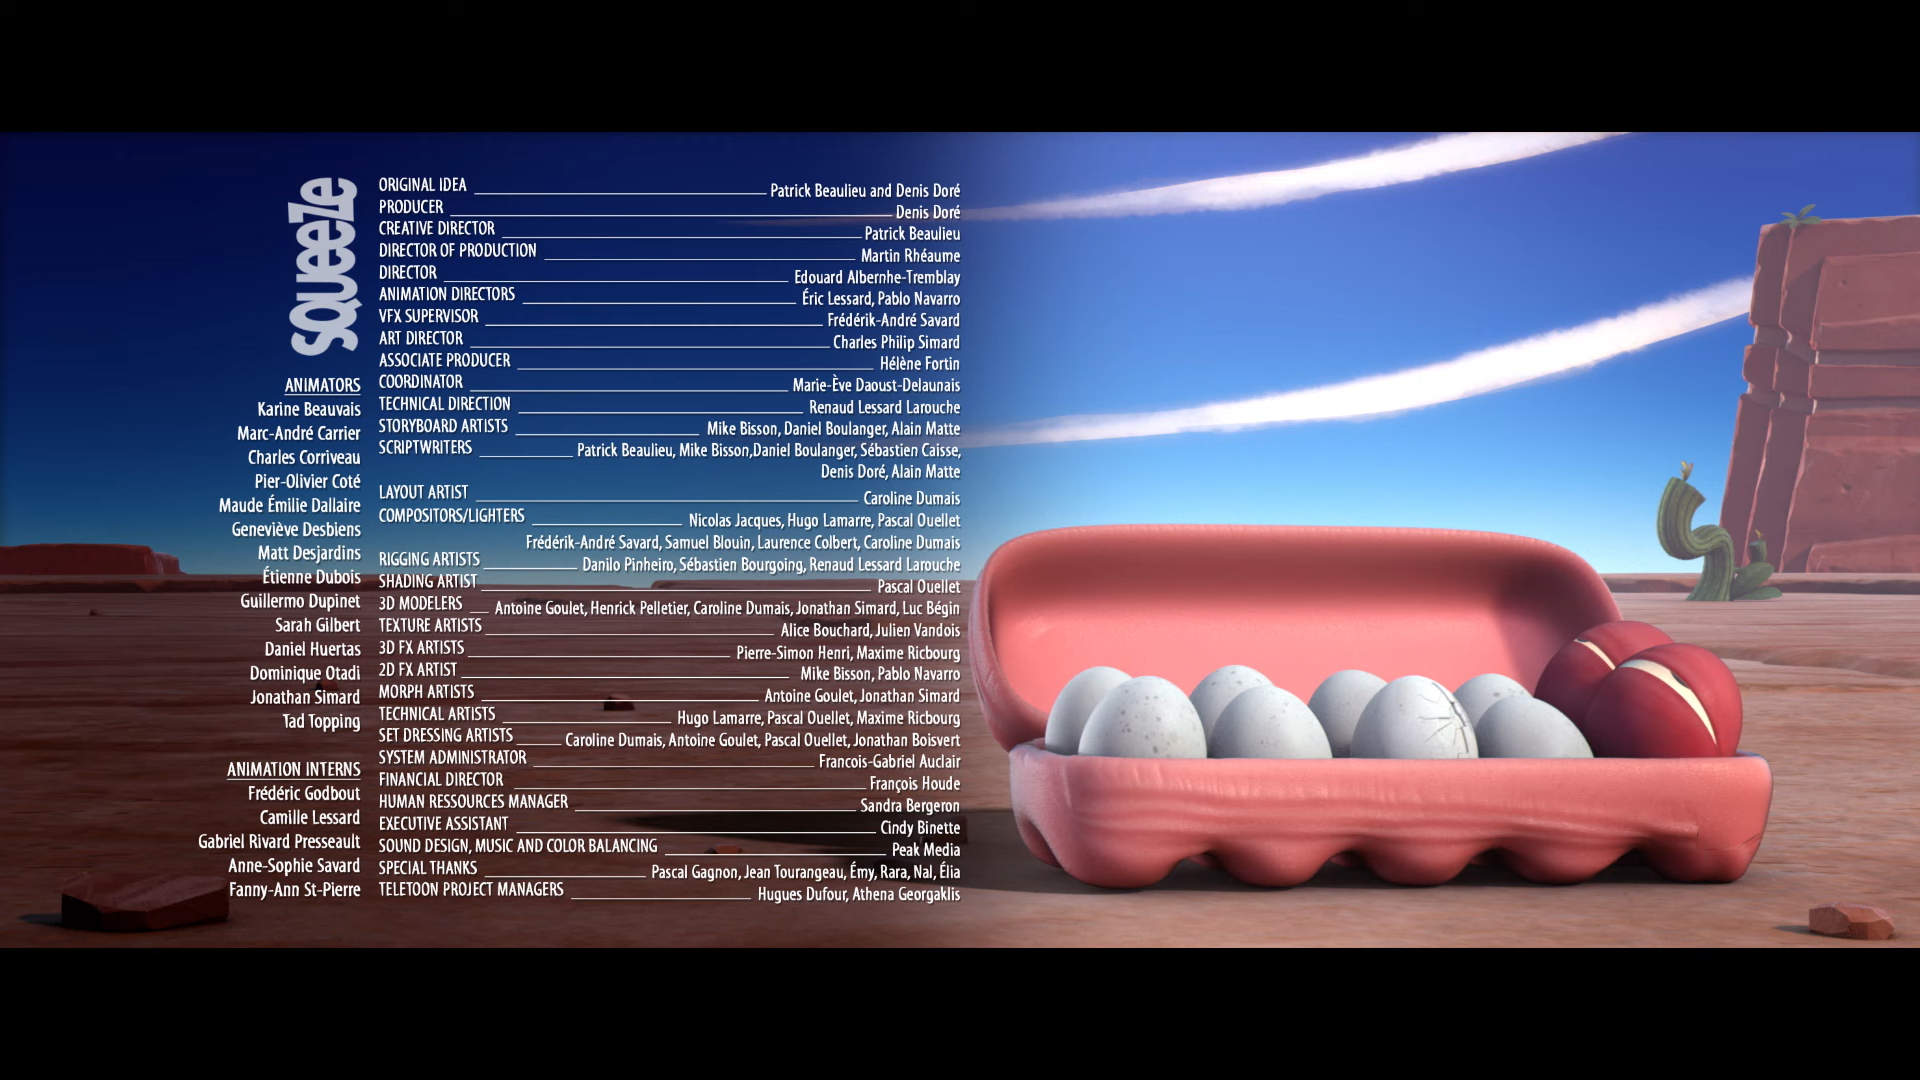 squeeze
ANIMATORS
Karine Beauvais
Marc-André Carrier
Charles Corriveau
Pier-Olivier Coté
Maude Émilie Dallaire
Geneviève Desbiens
Matt Desjardins
Étienne Dubois
Guillermo Dupinet
Sarah Gilbert
Daniel Huertas
Dominique Otadi
Jonathan Simard
Tad Topping
ANIMATION INTERNS
Frédéric Godbout
Camille Lessard
Gabriel Rivard Presseault
Anne-Sophie Savard
Fanny-Ann St-Pierre
ORIGINAL IDEA Patrick Beaulieu and Denis Doré
PRODUCER Denis Doré
CREATIVE DIRECTOR Patrick Beaulieu
DIRECTOR OF PRODUCTION Martin Rhéaume
DIRECTOR Edouard Albernhe-Tremblay
ANIMATION DIRECTORS Éric Lessard, Pablo Navarro
VFX SUPERVISOR Frédérik-André Savard
ART DIRECTOR Charles Philip Simard
ASSOCIATE PRODUCER Hélène Fortin
COORDINATOR Marie-Ève Daoust-Delaunais
TECHNICAL DIRECTION Renaud Lessard Larouche
STORYBOARD ARTISTS Mike Bisson, Daniel Boulanger, Alain Matte
SCRIPTWRITERS Patrick Beaulieu, Mike Bisson,Daniel Boulanger, Sébastien Caisse,
Denis Doré, Alain Matte
LAYOUT ARTIST Caroline Dumais
COMPOSITORS/LIGHTERS Nicolas Jacques, Hugo Lamarre, Pascal Ouellet
Frédérik-André Savard, Samuel Blouin, Laurence Colbert, Caroline Dumais
RIGGING ARTISTS Danilo Pinheiro, Sébastien Bourgoing, Renaud Lessard Larouche
SHADING ARTIST Pascal Ouellet
3D MODELERS Antoine Goulet, Henrick Pelletier, Caroline Dumais, Jonathan Simard, Luc Bégin
TEXTURE ARTISTS Alice Bouchard, Julien Vandois
3D FX ARTISTS Pierre-Simon Henri, Maxime Ricbourg
2D FX ARTIST Mike Bisson, Pablo Navarro
MORPH ARTISTS Antoine Goulet, Jonathan Simard
TECHNICAL ARTISTS Hugo Lamarre, Pascal Ouellet, Maxime Ricbourg
SET DRESSING ARTISTS Caroline Dumais, Antoine Goulet, Pascal Ouellet, Jonathan Boisvert
SYSTEM ADMINISTRATOR Francois-Gabriel Auclair
FINANCIAL DIRECTOR François Houde
HUMAN RESSOURCES MANAGER Sandra Bergeron
EXECUTIVE ASSISTANT Cindy Binette
SOUND DESIGN, MUSIC AND COLOR BALANCING Peak Media
SPECIAL THANKS Pascal Gagnon, Jean Tourangeau, Émy, Rara, Nal, Élia
TELETOON PROJECT MANAGERS Hugues Dufour, Athena Georgaklis